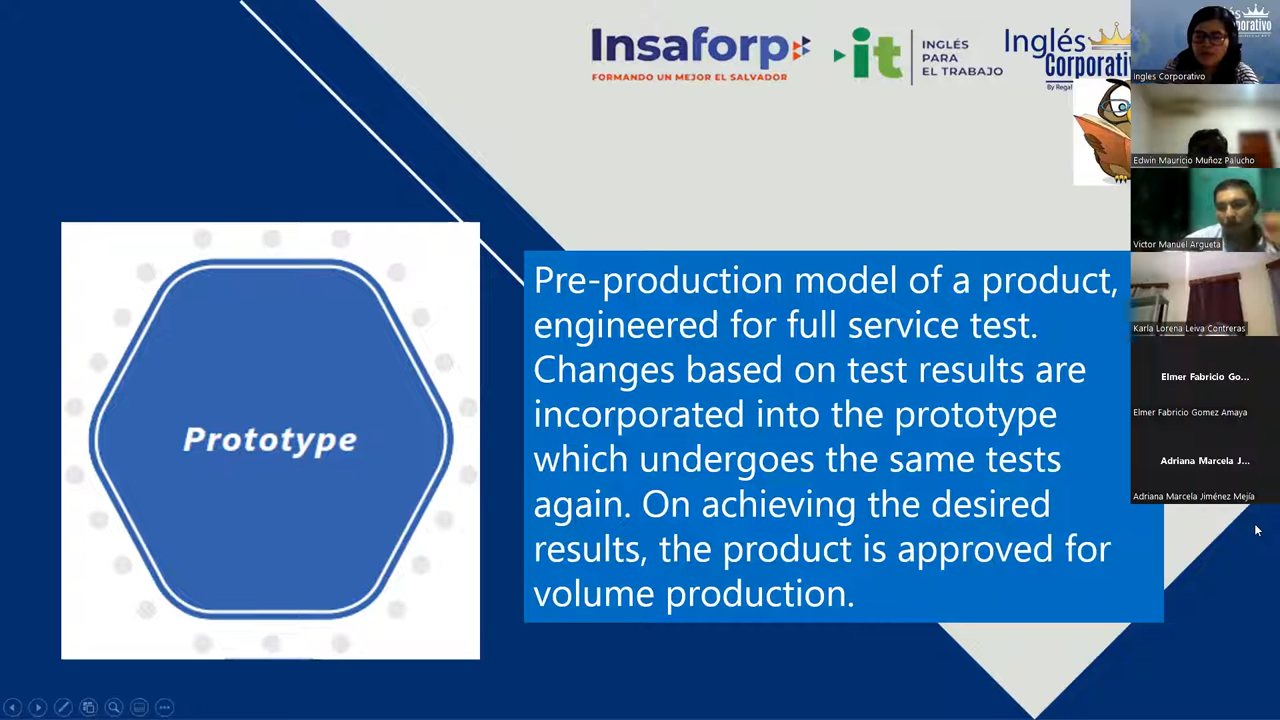 Insaforp
FORMANDO UN MEJOR EL SALVADOR
it
INGLÉS
PARA
EL TRABAJO
Inglés
Corporativ
By Regal
Prototype
Pre-production model of a product,
engineered for full service test.
Changes based on test results are
incorporated into the prototype
which undergoes the same tests
again. On achieving the desired
results, the product is approved for
volume production.
Ingles Corporativo
Edwin Mauricio Muñoz Palucho
Victor Manuel Argueta
Karla Lorena Leiva Contreras
Elmer Fabricio Go...
Elmer Fabricio Gomez Amaya
Adriana Marcela J...
Adriana Marcela Jiménez Mejía